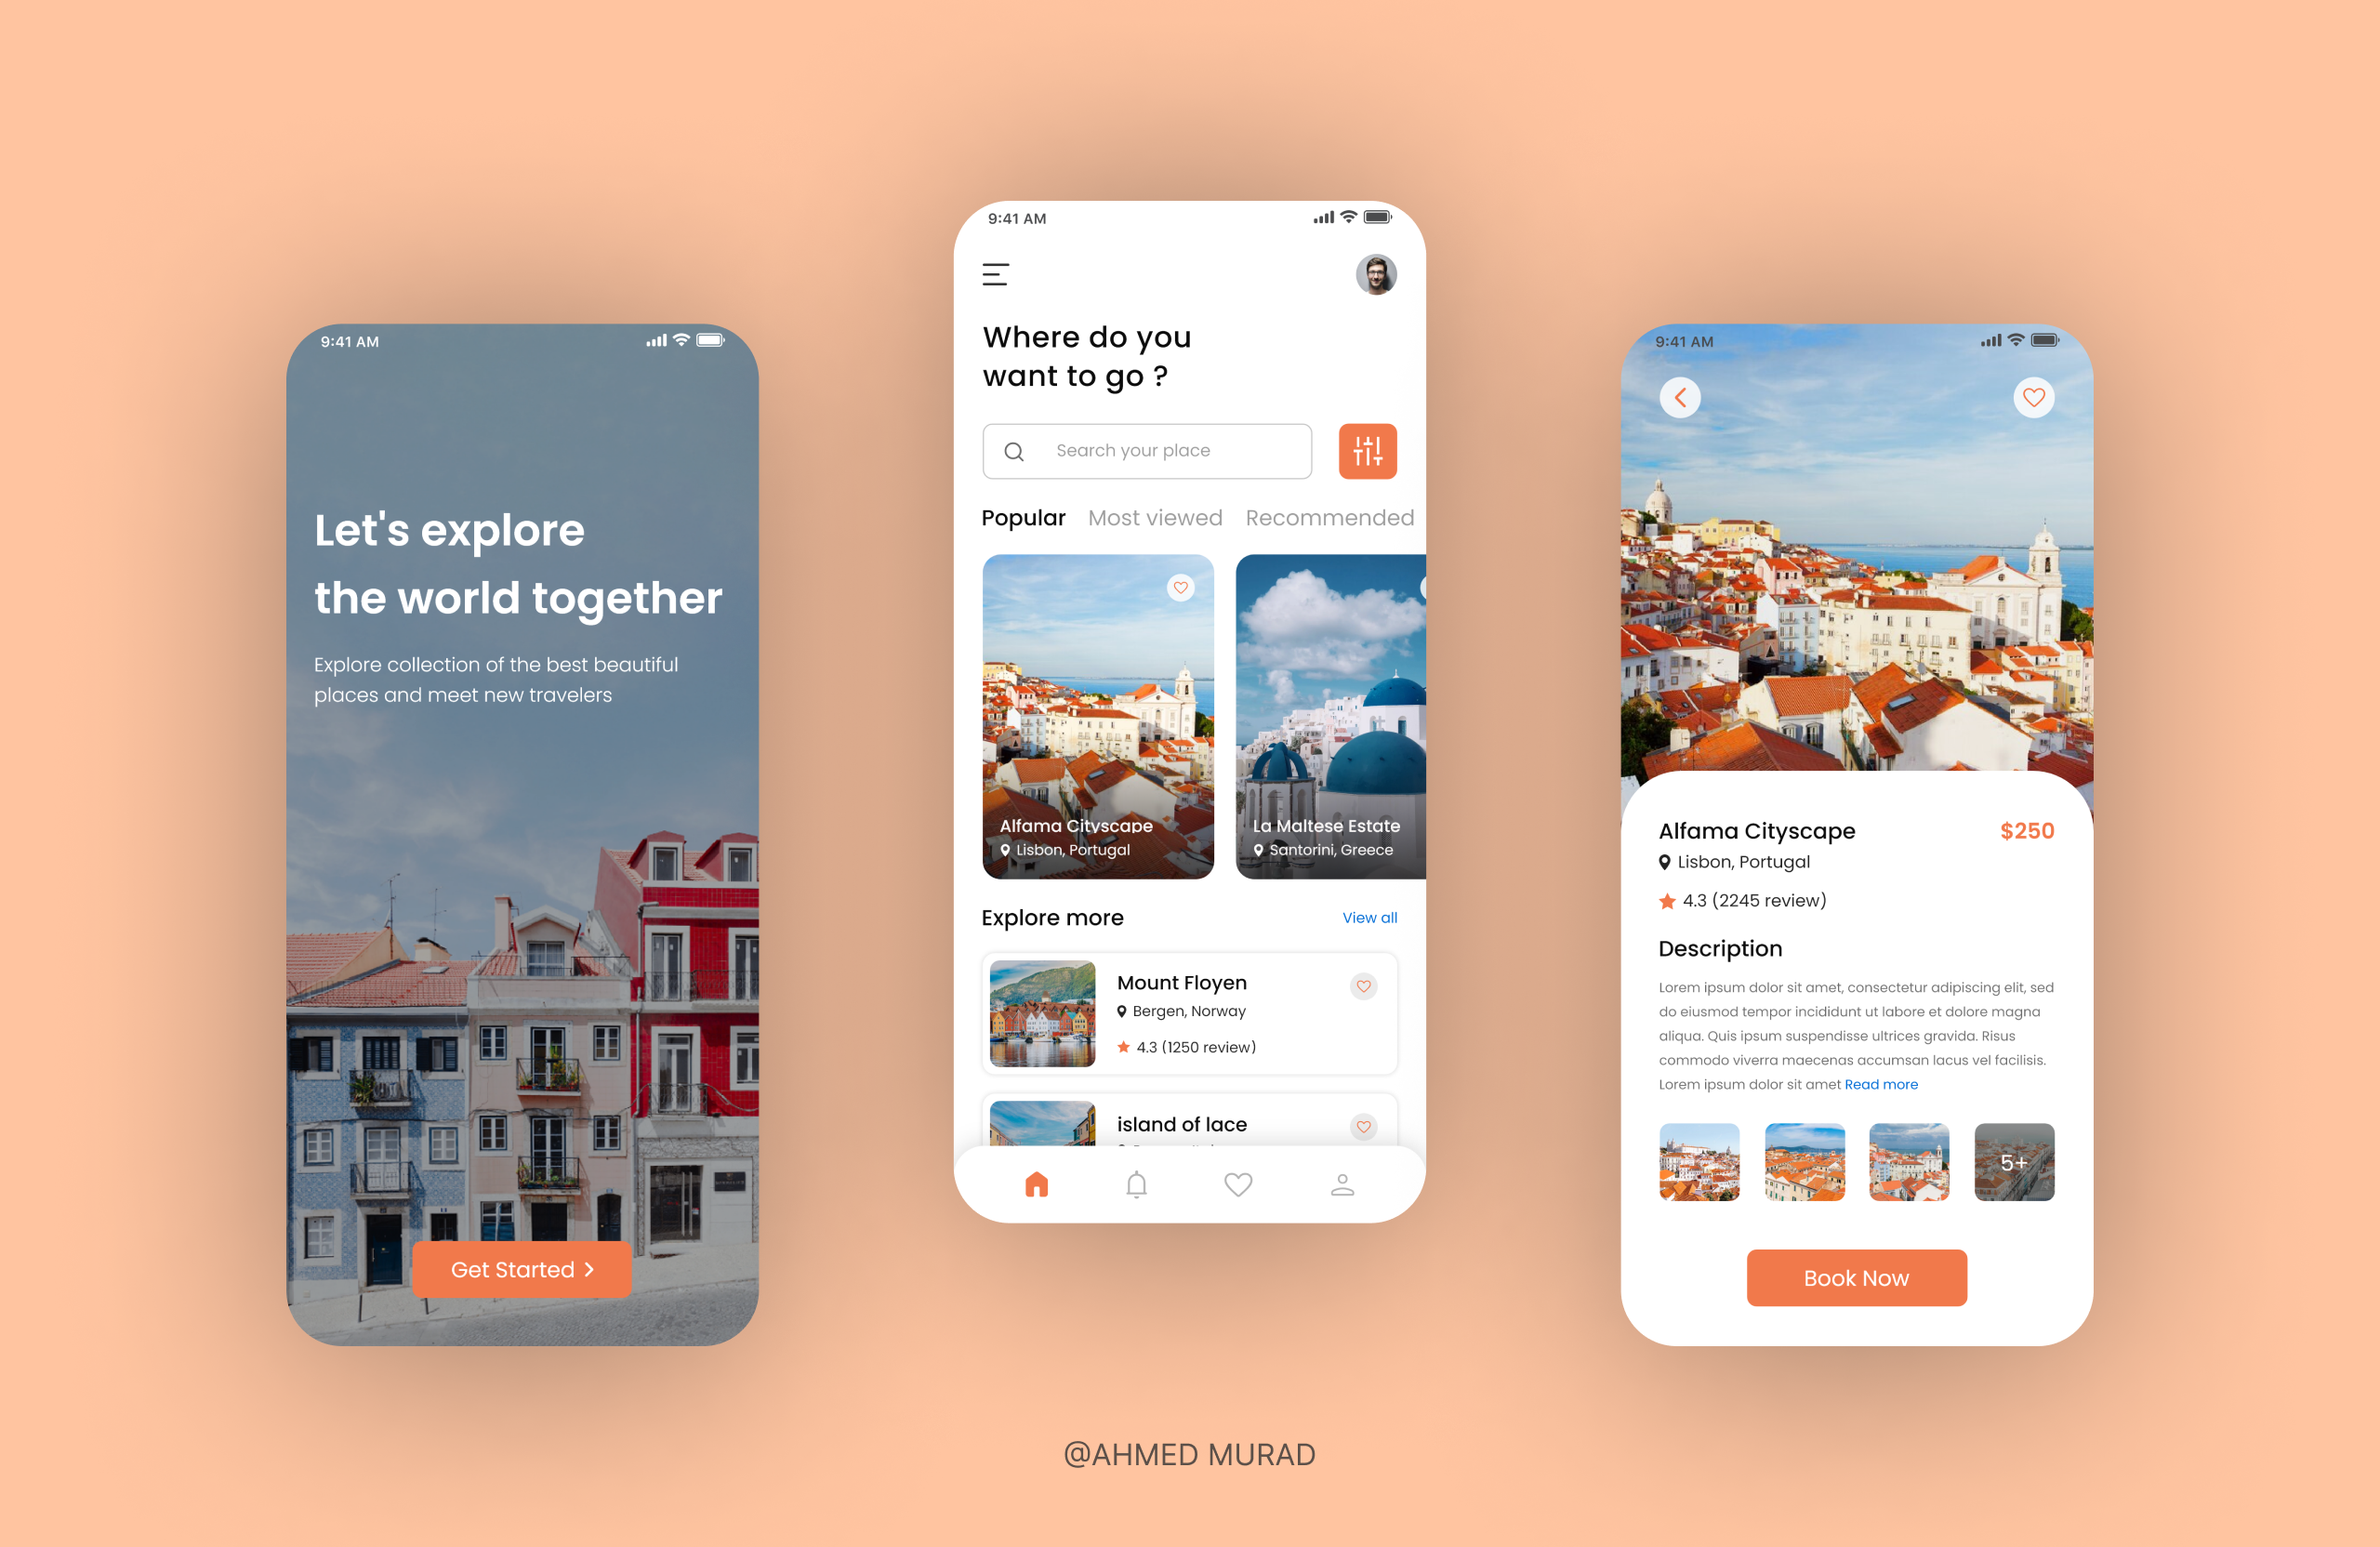 9:41 AM
Let's explore
the world together
Explore collection of the best beautiful
places and meet new travelers
Get Started
9:41 AM
Where do you
want to go ?
Search your place
Popular Most viewed Recommended
Alfama Cityscape
Lisbon, Portugal
La Maltese Estate
Santorini, Greece
Explore more
View all
Mount Floyen
Bergen, Norway
4.3 (1250 review)
island of lace
9:41 AM
Alfama Cityscape
$250
Lisbon, Portugal
4.3 (2245 review)
Description
Lorem ipsum dolor sit amet, consectetur adipiscing elit, sed
do eiusmod tempor incididunt ut labore et dolore magna
aliqua. Quis ipsum suspendisse ultrices gravida. Risus
commodo viverra maecenas accumsan lacus vel facilisis.
Lorem ipsum dolor sit amet Read more
5+
Book Now
@AHMED MURAD